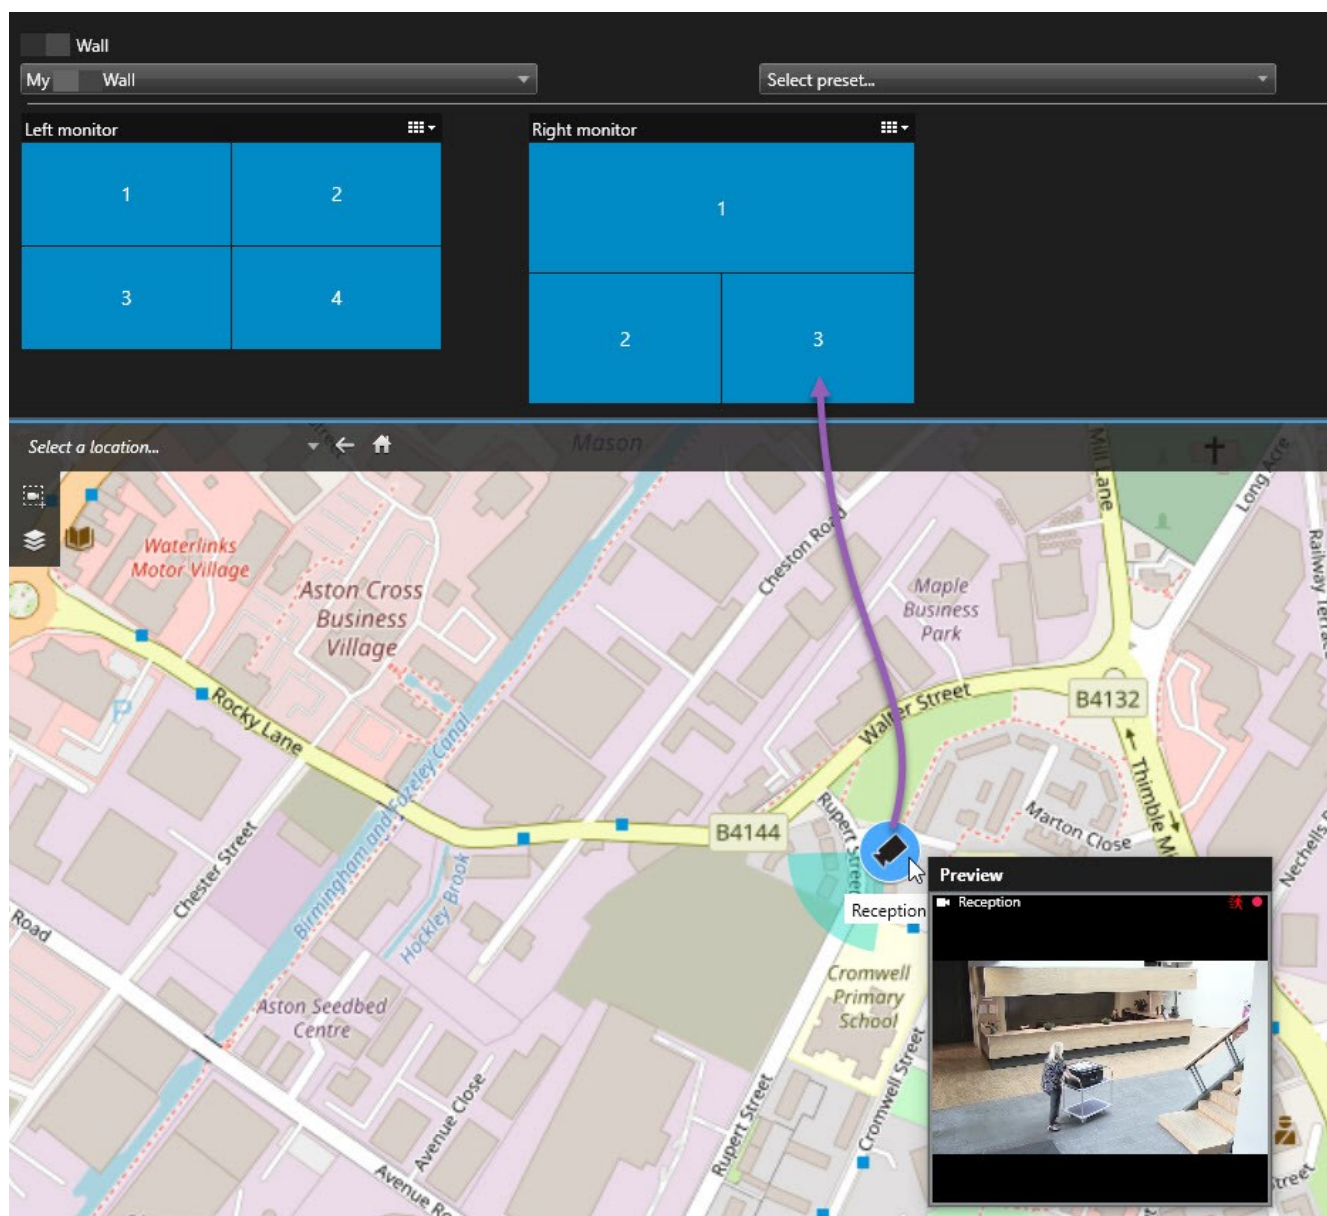 Wall
My Wall
Select preset...
Left monitor
Right monitor
1
2
3
4
1
2
3
Select a location...
Mason
Mill Lane
Long Acre
Railway Terrace
Waterlinks
Motor Village
Aston Cross
Business
Village
Cheston Road
Maple
Business
Park
P
Rocky Lane
Birmingham and Fazeley Canal
Walter Street
B4132
B4144
Rupert Street
Marton Close
Thimble M
Nechells
Chester Street
Hockley Brook
Road
Reception
Preview
Reception
Aston Seedbed
Centre
Cromwell
Primary
School
Avenue Close
Avenue Ro
Rupert Street
Cromwell Street
Street